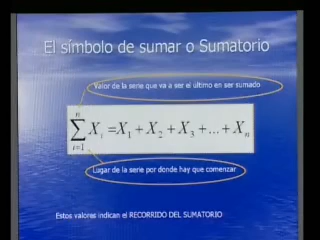 El símbolo de sumar o Sumatorio
Valor de la serie que va a ser el último en ser sumado
n
∑ Xᵢ =X₁ + X₂ + X₃ + ...+ Xₙ
i=1
Lugar de la serie por donde hay que comenzar
Estos valores indican el RECORRIDO DEL SUMATORIO